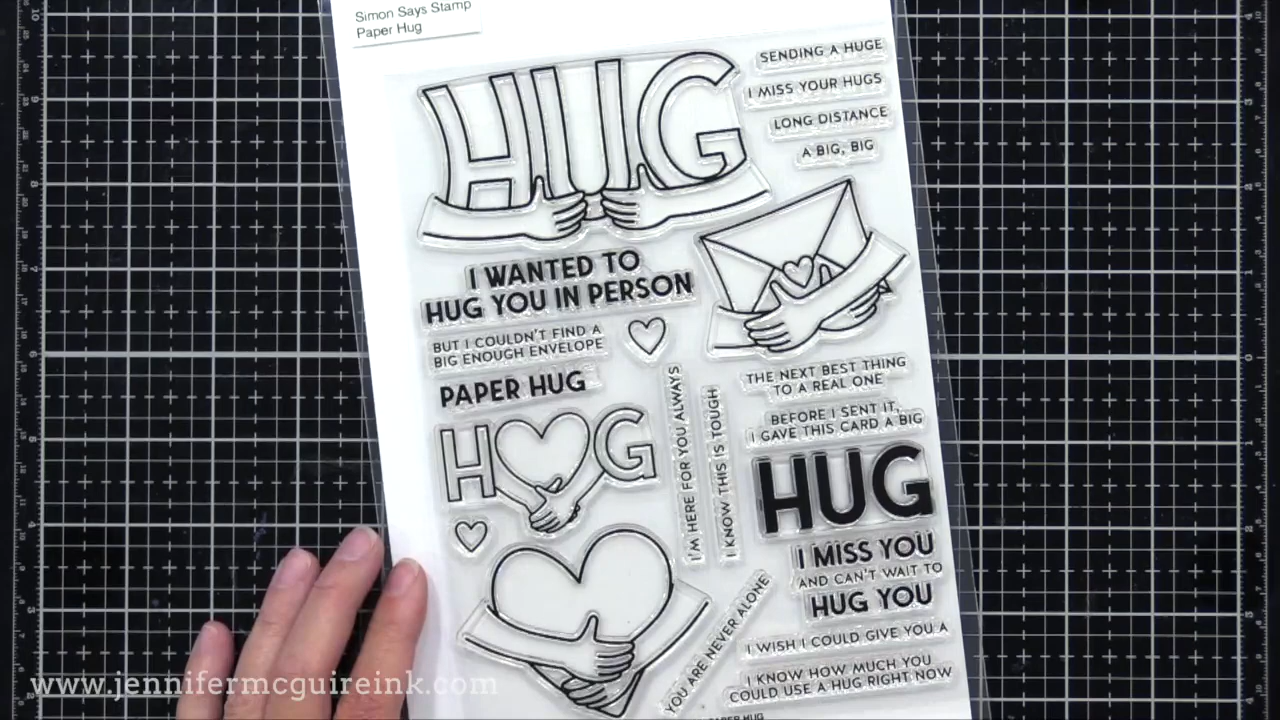 Simon Says Stamp
Paper Hug
HUG
SENDING A HUGE
I MISS YOUR HUGS
LONG DISTANCE
A BIG, BIG
I WANTED TO
HUG YOU IN PERSON
BUT I COULDN'T FIND A
BIG ENOUGH ENVELOPE
PAPER HUG
H G
I'M HERE FOR YOU ALWAYS
I KNOW THIS IS TOUGH
THE NEXT BEST THING
TO A REAL ONE
BEFORE I SENT IT,
I GAVE THIS CARD A BIG
HUG
I MISS YOU
AND CAN'T WAIT TO
HUG YOU
YOU ARE NEVER ALONE
I WISH I COULD GIVE YOU A
I KNOW HOW MUCH YOU
COULD USE A HUG RIGHT NOW
PAPER HUG
www.jennifermcguireink.com